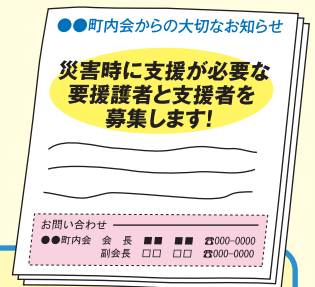 ●●町内会からの大切なお知らせ
災害時に支援が必要な
要援護者と支援者を
募集します!
お問い合わせ
●●町内会 会 長 ■■ ■■ ☎000-0000
副会長 □□ □□ ☎000-0000